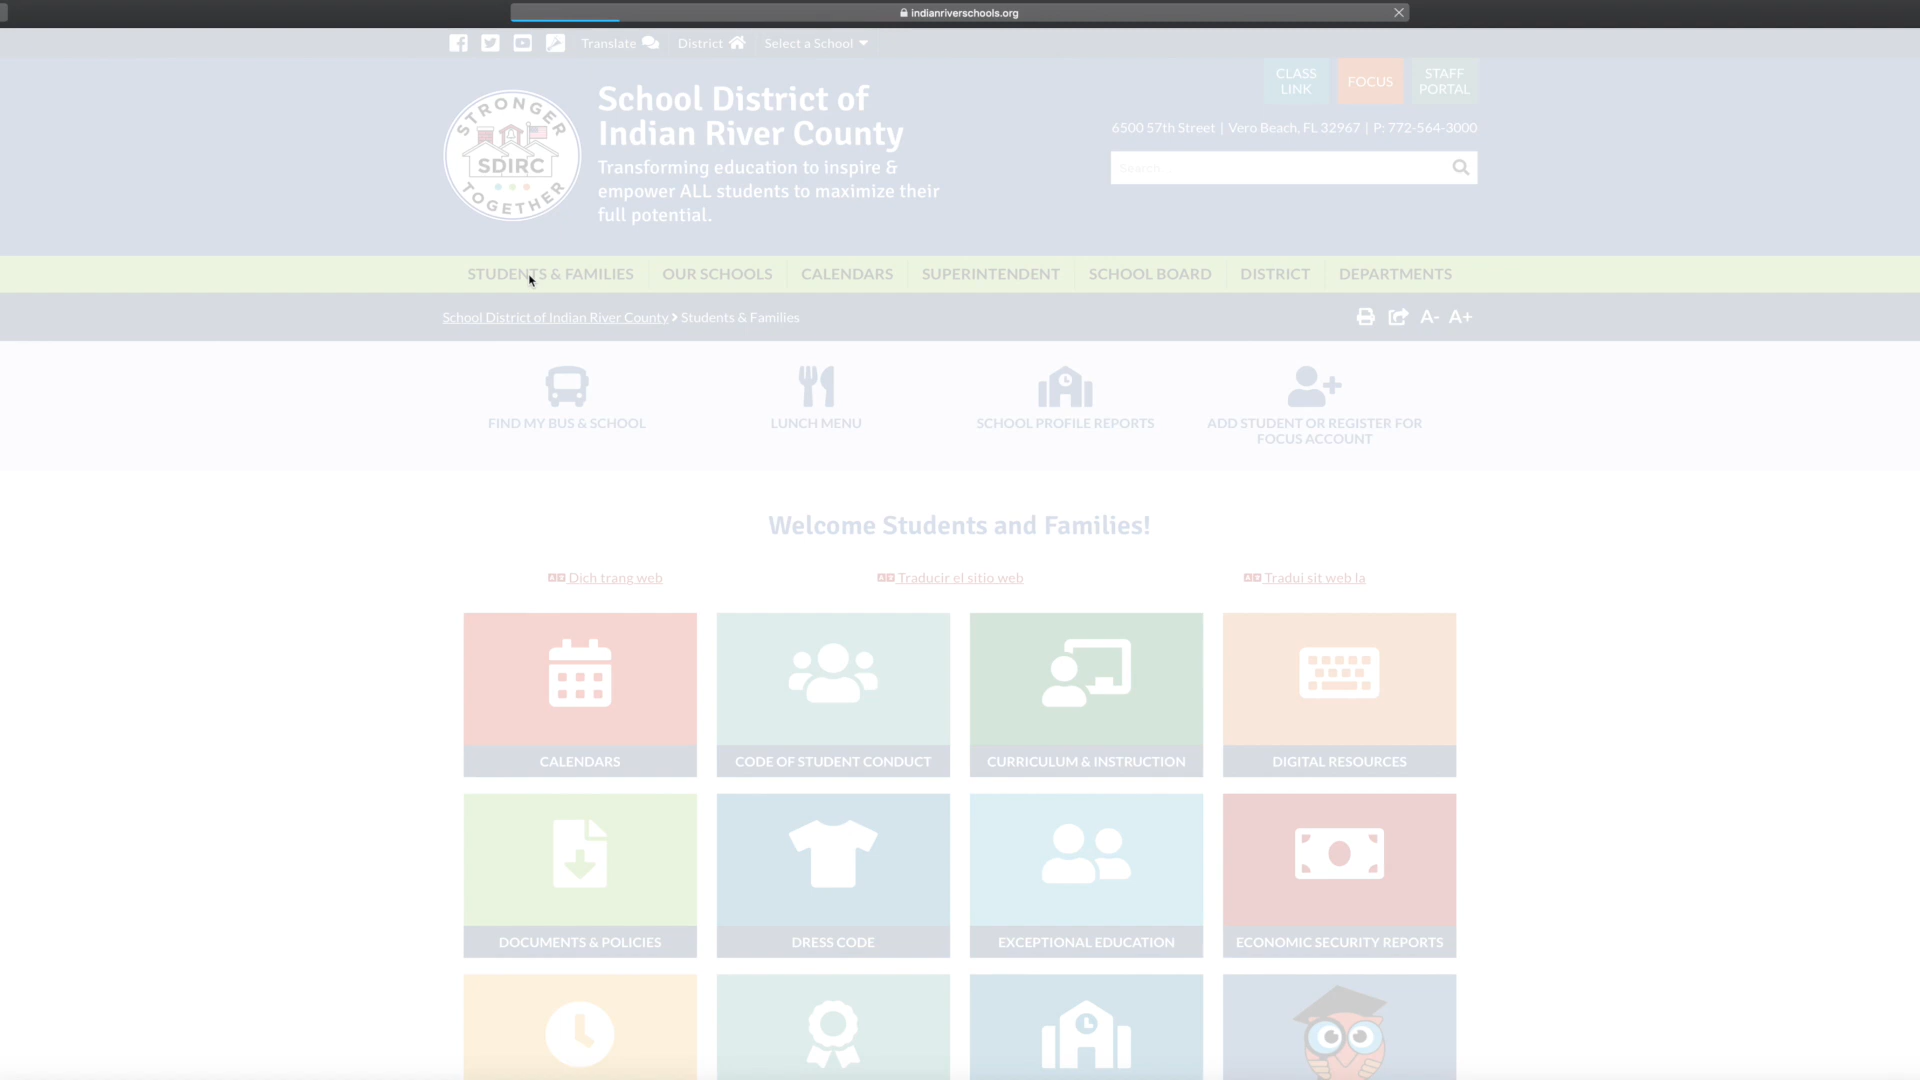 indianriverschools.org
Translate
District
Select a School
CLASS
LINK
FOCUS
STAFF
PORTAL
STRONGER
SDIRC
TOGETHER
School District of
Indian River County
Transforming education to inspire &
empower ALL students to maximize their
full potential.
6500 57th Street | Vero Beach, FL 32967 | P: 772-564-3000
Search
STUDENTS & FAMILIES
OUR SCHOOLS
CALENDARS
SUPERINTENDENT
SCHOOL BOARD
DISTRICT
DEPARTMENTS
School District of Indian River County > Students & Families
A-
A+
FIND MY BUS & SCHOOL
LUNCH MENU
SCHOOL PROFILE REPORTS
ADD STUDENT OR REGISTER FOR
FOCUS ACCOUNT
Welcome Students and Families!
Dich trang web
Traducir el sitio web
Tradui sit web la
CALENDARS
CODE OF STUDENT CONDUCT
CURRICULUM & INSTRUCTION
DIGITAL RESOURCES
DOCUMENTS & POLICIES
DRESS CODE
EXCEPTIONAL EDUCATION
ECONOMIC SECURITY REPORTS